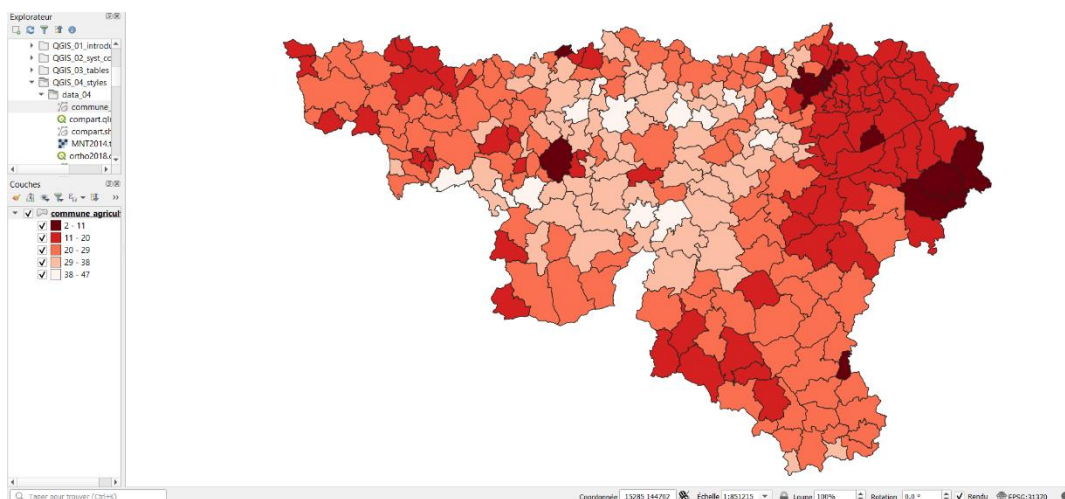 Explorateur
QGIS_01_introdu
QGIS_02_syst_co
QGIS_03_tables
QGIS_04_styles
data_04
commune_
compart.qlr
compart.sh
MNT2014.t
ortho2018.
Couches
commune_agricul
2 - 11
11 - 20
20 - 29
29 - 38
38 - 47
Taper pour trouver (Ctrl+K)
Coordonnée 15285 144702 Échelle 1:851215 Loupe 100% Rotation 0,0 ° Rendu EPSG:31370